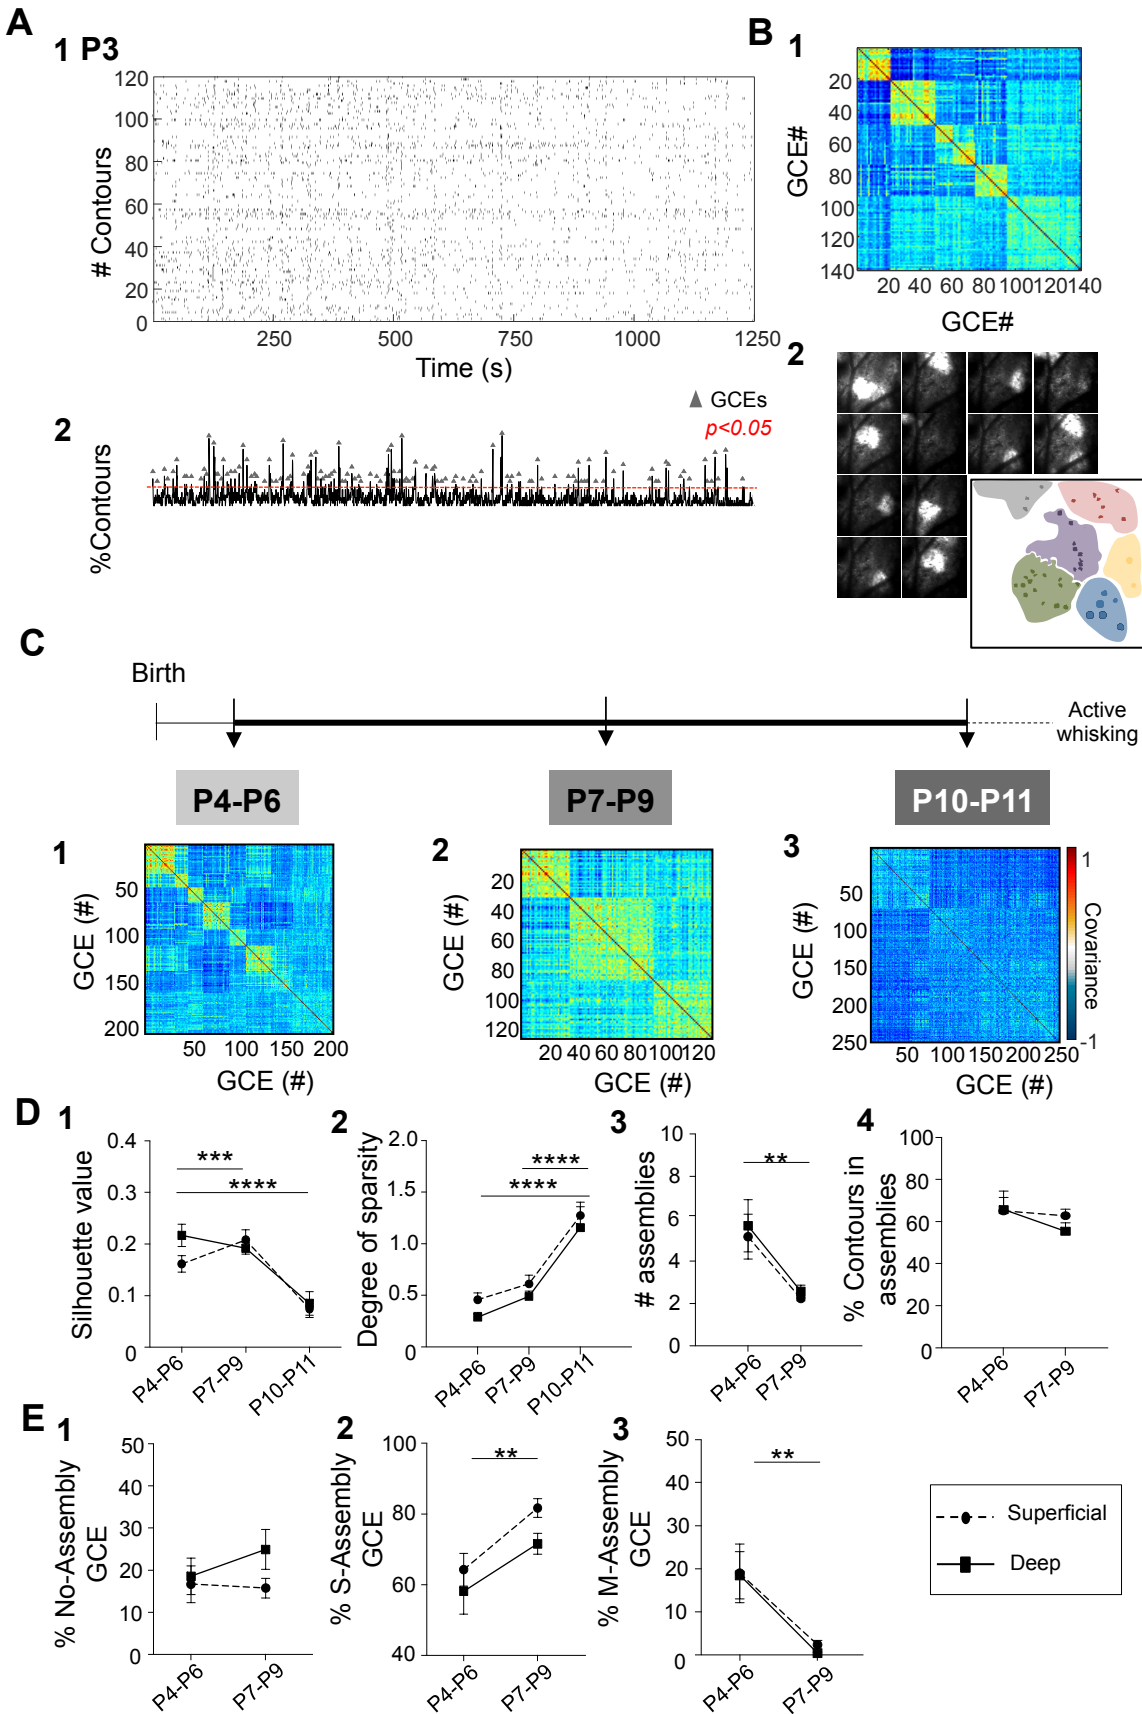 A
1 P3
120
100
80
60
40
20
0
# Contours
250
500
750
1000
1250
Time (s)
2
▲ GCEs
p<0.05
%Contours
B
1
20
40
60
80
100
120
140
GCE#
20 40 60 80 100 120 140
GCE#
2
C
Birth
Active
whisking
P4-P6
P7-P9
P10-P11
1
50
100
150
200
GCE (#)
50 100 150 200
GCE (#)
2
20
40
60
80
100
120
GCE (#)
20 40 60 80 100 120
GCE (#)
3
50
100
150
200
250
GCE (#)
50 100 150 200 250
GCE (#)
1
Covariance
-1
D
1
0.4
0.3
0.2
0.1
0
Silhouette value
***
****
P4-P6
P7-P9
P10-P11
2
2.0
1.5
1.0
0.5
0
Degree of sparsity
****
****
P4-P6
P7-P9
P10-P11
3
10
8
6
4
2
0
# assemblies
**
P4-P6
P7-P9
4
100
80
60
40
20
0
% Contours in
assemblies
P4-P6
P7-P9
E
1
50
40
30
20
10
0
% No-Assembly
GCE
P4-P6
P7-P9
2
100
80
60
40
% S-Assembly
GCE
**
P4-P6
P7-P9
3
50
40
30
20
10
0
% M-Assembly
GCE
**
P4-P6
P7-P9
Superficial
Deep